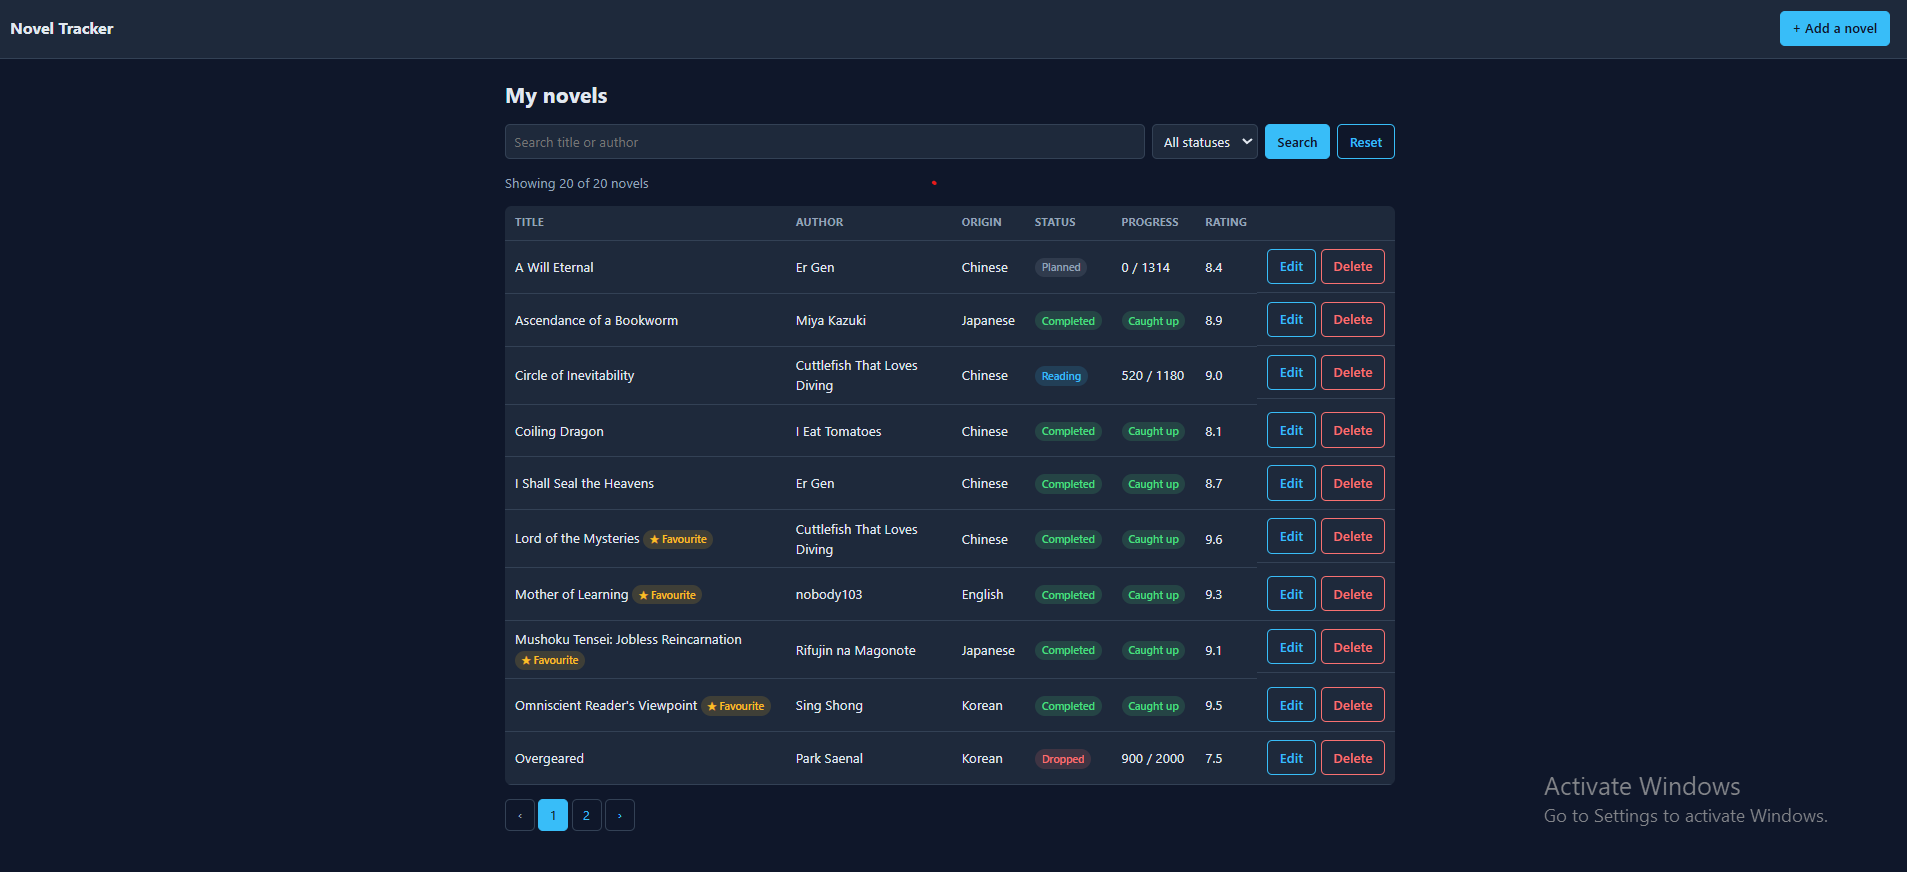 Novel Tracker
+ Add a novel
My novels
Search title or author
All statuses
Search
Reset
Showing 20 of 20 novels
TITLE AUTHOR ORIGIN STATUS PROGRESS RATING
A Will Eternal Er Gen Chinese Planned 0 / 1314 8.4 Edit Delete
Ascendance of a Bookworm Miya Kazuki Japanese Completed Caught up 8.9 Edit Delete
Circle of Inevitability Cuttlefish That Loves
Diving Chinese Reading 520 / 1180 9.0 Edit Delete
Coiling Dragon I Eat Tomatoes Chinese Completed Caught up 8.1 Edit Delete
I Shall Seal the Heavens Er Gen Chinese Completed Caught up 8.7 Edit Delete
Lord of the Mysteries ★ Favourite Cuttlefish That Loves
Diving Chinese Completed Caught up 9.6 Edit Delete
Mother of Learning ★ Favourite nobody103 English Completed Caught up 9.3 Edit Delete
Mushoku Tensei: Jobless Reincarnation
★ Favourite Rifujin na Magonote Japanese Completed Caught up 9.1 Edit Delete
Omniscient Reader's Viewpoint ★ Favourite Sing Shong Korean Completed Caught up 9.5 Edit Delete
Overgeared Park Saenal Korean Dropped 900 / 2000 7.5 Edit Delete
‹ 1 2 ›
Activate Windows
Go to Settings to activate Windows.